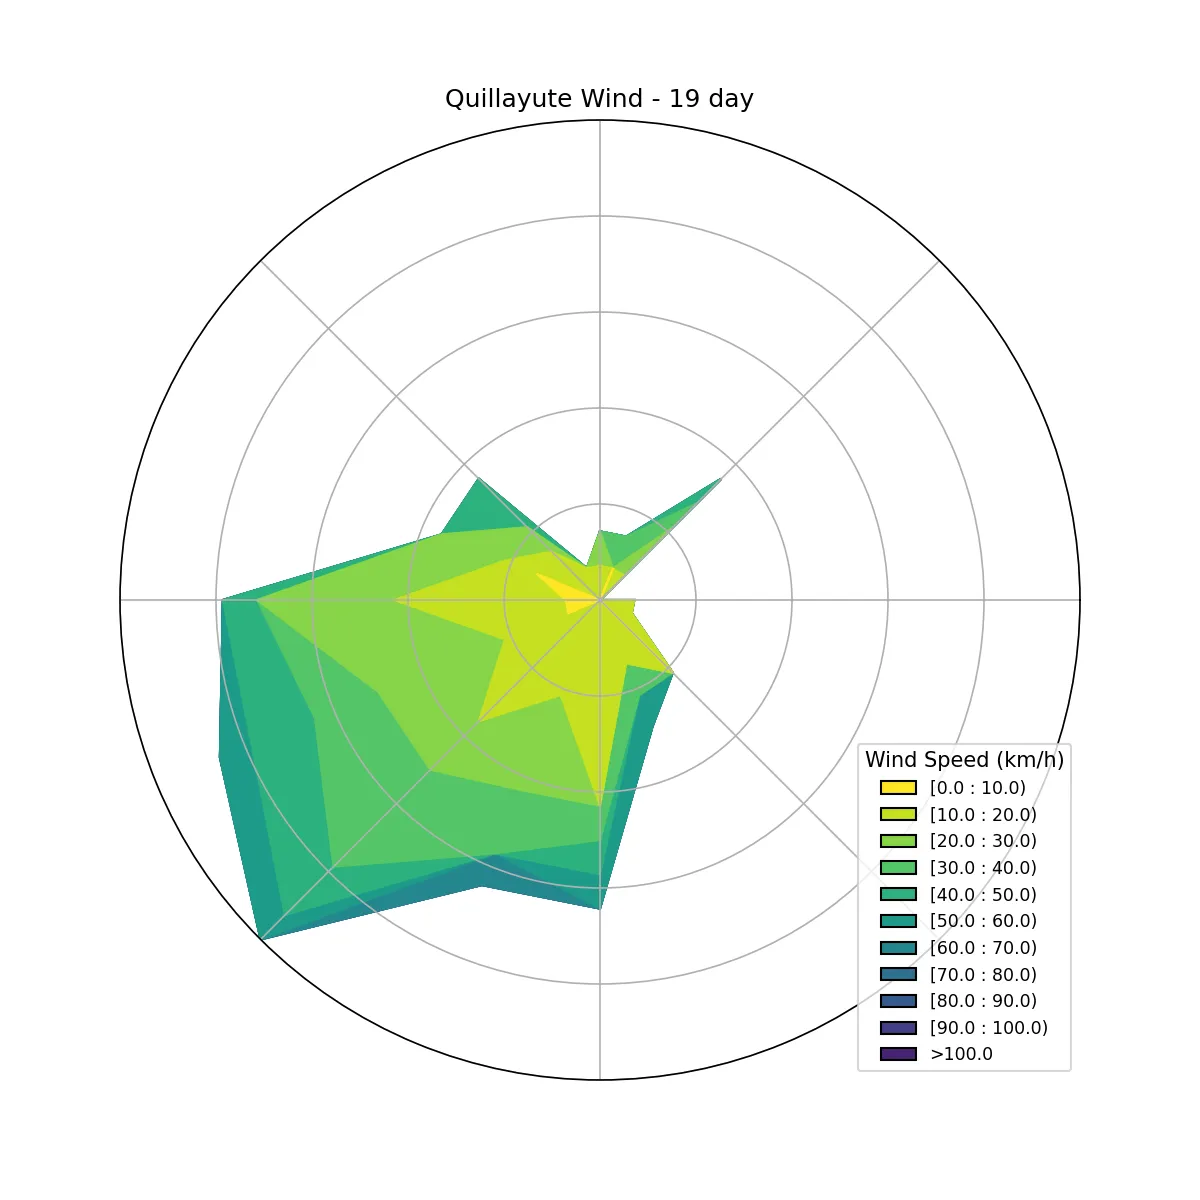 Quillayute Wind - 19 day
Wind Speed (km/h)
[0.0 : 10.0)
[10.0 : 20.0)
[20.0 : 30.0)
[30.0 : 40.0)
[40.0 : 50.0)
[50.0 : 60.0)
[60.0 : 70.0)
[70.0 : 80.0)
[80.0 : 90.0)
[90.0 : 100.0)
>100.0